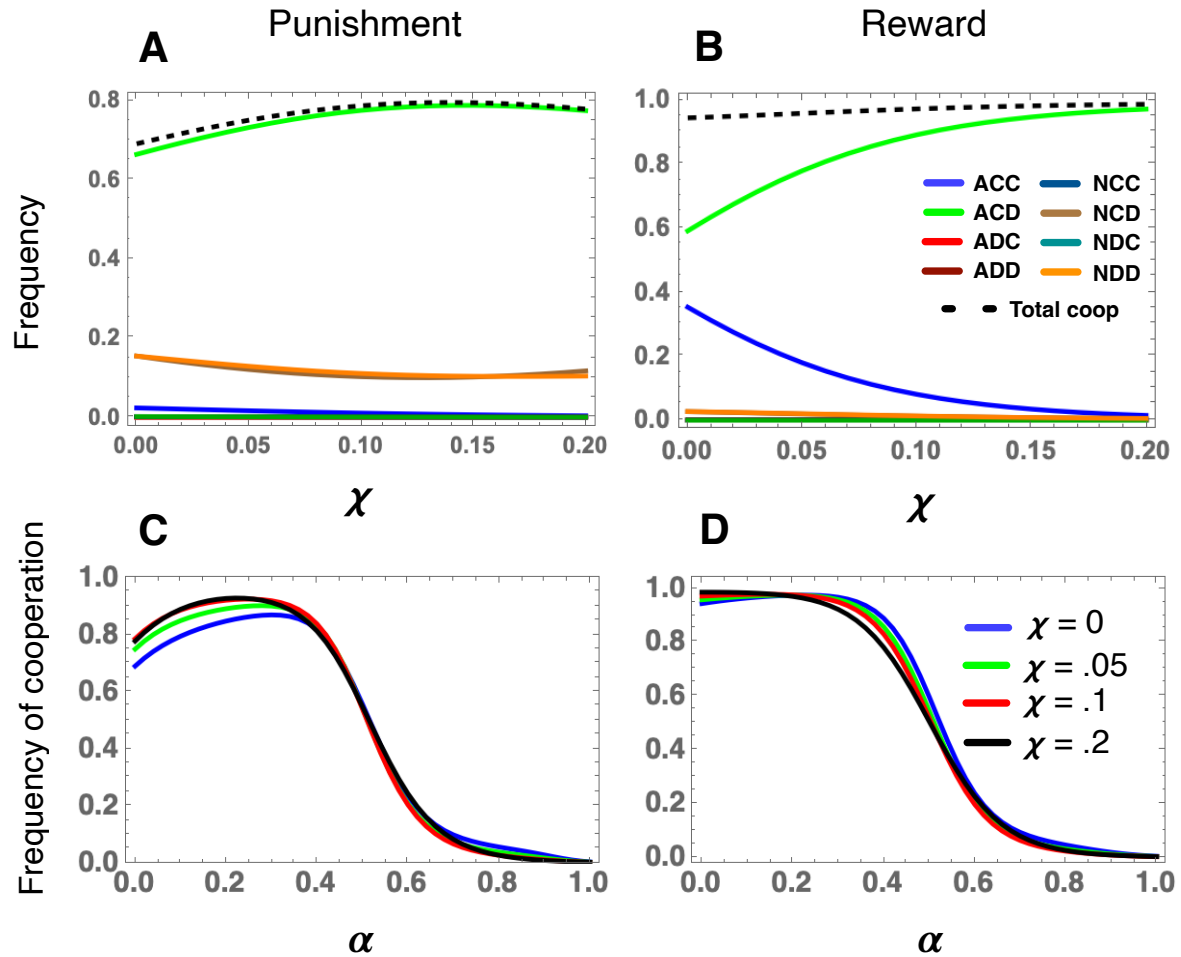 Punishment
Reward
A
B
Frequency
0.8
0.6
0.4
0.2
0.0
0.00 0.05 0.10 0.15 0.20
χ
1.0
0.8
0.6
0.4
0.2
0.0
0.00 0.05 0.10 0.15 0.20
χ
ACC NCC
ACD NCD
ADC NDC
ADD NDD
Total coop
C
D
Frequency of cooperation
1.0
0.8
0.6
0.4
0.2
0.0
0.0 0.2 0.4 0.6 0.8 1.0
α
1.0
0.8
0.6
0.4
0.2
0.0
0.0 0.2 0.4 0.6 0.8 1.0
α
χ = 0
χ = .05
χ = .1
χ = .2